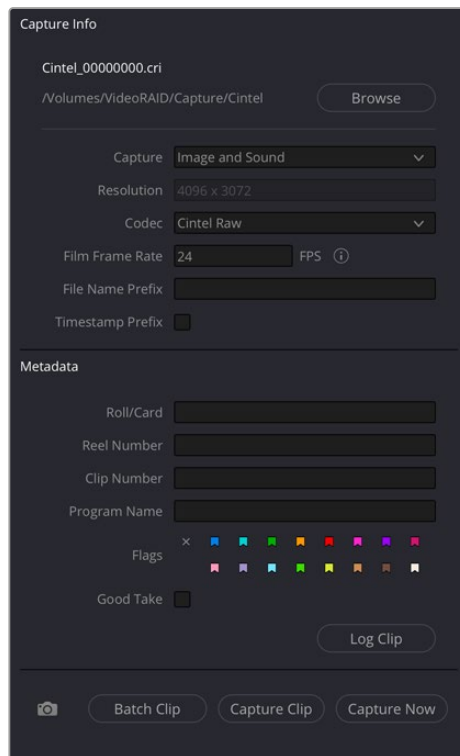 Capture Info
Cintel_00000000.cri
/Volumes/VideoRAID/Capture/Cintel
Browse
Capture
Image and Sound
Resolution
4096 x 3072
Codec
Cintel Raw
Film Frame Rate
24
FPS
File Name Prefix
Timestamp Prefix
Metadata
Roll/Card
Reel Number
Clip Number
Program Name
Flags
Good Take
Log Clip
Batch Clip
Capture Clip
Capture Now